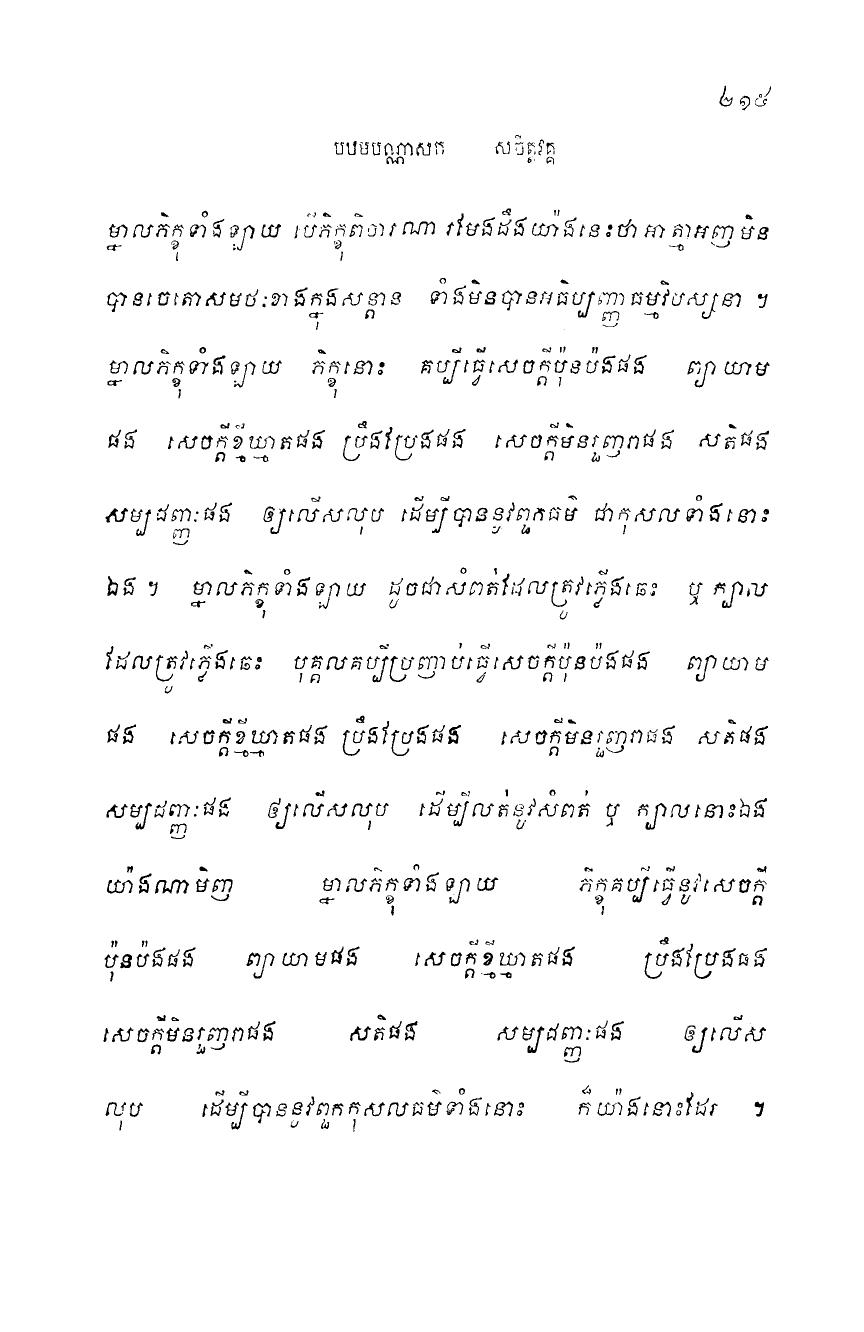 ២១៥
បឋមបណ្ណាសក សចិត្តវគ្គ
ម្នាលភិក្ខុទាំងឡាយ បើភិក្ខុពិចារណា រមែងដឹងយ៉ាងនេះថា អាត្មាអញមិន
បានចេតោសមថៈខាងក្នុងសន្តាន ទាំងមិនបានអធិប្បញ្ញាធម្មវិបស្សនា ។
ម្នាលភិក្ខុទាំងឡាយ ភិក្ខុនោះ គប្បីធ្វើសេចក្តីប៉ុនប៉ងផង ព្យាយាម
ផង សេចក្តីខ្មីឃ្មាតផង ប្រឹងប្រែងផង សេចក្តីមិនរួញរាផង សតិផង
សម្បជញ្ញៈផង ឲ្យលើសលុប ដើម្បីបាននូវពួកធម៌ ជាកុសលទាំងនោះ
ឯង ។ ម្នាលភិក្ខុទាំងឡាយ ដូចជាសំពត់ដែលត្រូវភ្លើងឆេះ ឬ ក្បាល
ដែលត្រូវភ្លើងឆេះ បុគ្គលគប្បីប្រញាប់ធ្វើសេចក្តីប៉ុនប៉ងផង ព្យាយាម
ផង សេចក្តីខ្មីឃ្មាតផង ប្រឹងប្រែងផង សេចក្តីមិនរួញរាផង សតិផង
សម្បជញ្ញៈផង ឲ្យលើសលុប ដើម្បីលត់នូវសំពត់ ឬ ក្បាលនោះឯង
យ៉ាងណាមិញ ម្នាលភិក្ខុទាំងឡាយ ភិក្ខុគប្បីធ្វើនូវសេចក្តី
ប៉ុនប៉ងផង ព្យាយាមផង សេចក្តីខ្មីឃ្មាតផង ប្រឹងប្រែងផង
សេចក្តីមិនរួញរាផង សតិផង សម្បជញ្ញៈផង ឲ្យលើស
លុប ដើម្បីបាននូវពួកកុសលធម៌ទាំងនោះ ក៏យ៉ាងនោះដែរ ។